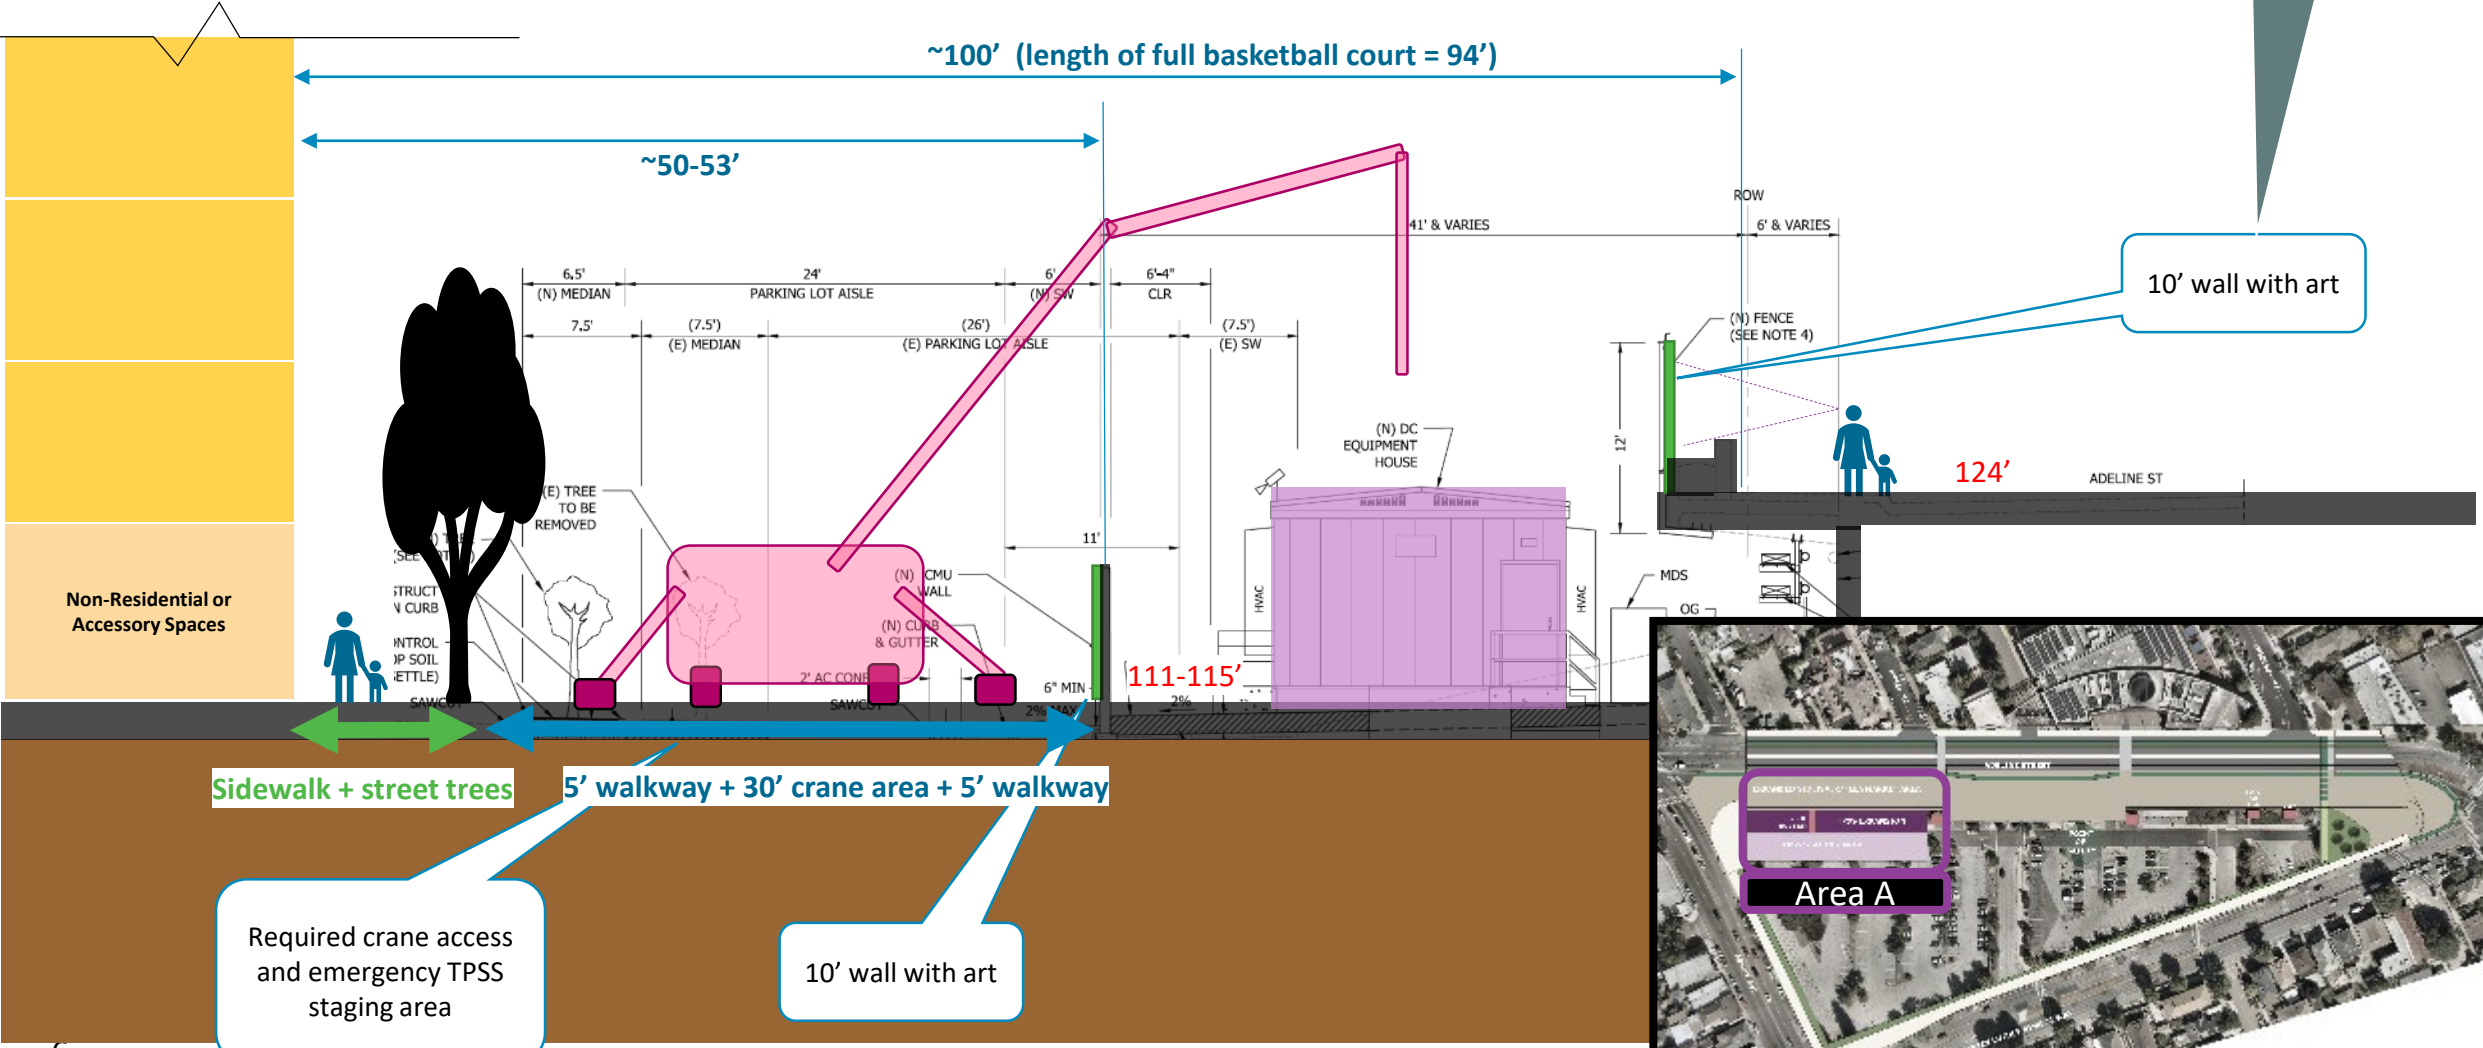 ~100’ (length of full basketball court = 94’)
~50-53’
ROW
41' & VARIES
6' & VARIES
10’ wall with art
6.5'
(N) MEDIAN
24'
PARKING LOT AISLE
6'
(N) SW
6'-4"
CLR
7.5'
(7.5')
(E) MEDIAN
(26')
(E) PARKING LOT AISLE
(7.5')
(E) SW
(N) FENCE
(SEE NOTE 4)
12'
(N) DC
EQUIPMENT
HOUSE
124’
ADELINE ST
(E) TREE
TO BE
REMOVED
11'
(N) CMU
WALL
HVAC
HVAC
MDS
OG
Non-Residential or
Accessory Spaces
(N) CURB
& GUTTER
6" MIN
111-115’
2%
2% MAX
SAWCUT
Sidewalk + street trees
5’ walkway + 30’ crane area + 5’ walkway
Required crane access
and emergency TPSS
staging area
10’ wall with art
Area A